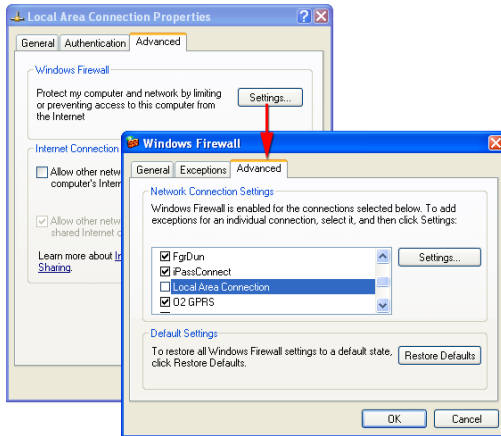 Local Area Connection Properties
General Authentication Advanced
Windows Firewall
Protect my computer and network by limiting
or preventing access to this computer from
the Internet
Settings...
Internet Connection
Allow other netw
computer's Intern
Allow other netw
shared Internet c
Learn more about In
Sharing.
Windows Firewall
General Exceptions Advanced
Network Connection Settings
Windows Firewall is enabled for the connections selected below. To add
exceptions for an individual connection, select it, and then click Settings:
FgrDun
iPassConnect
Local Area Connection
O2 GPRS
Settings...
Default Settings
To restore all Windows Firewall settings to a default state,
click Restore Defaults.
Restore Defaults
OK Cancel